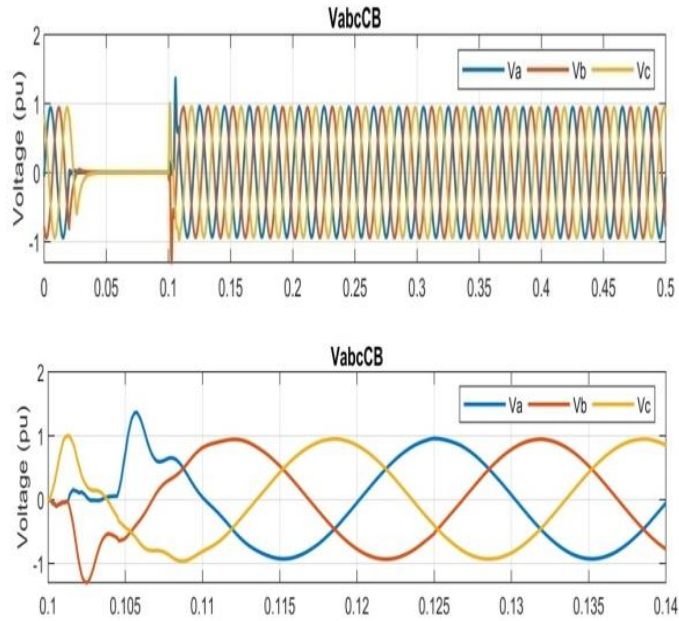 VabcCB
2
1
0
-1
Voltage (pu)
Va Vb Vc
0 0.05 0.1 0.15 0.2 0.25 0.3 0.35 0.4 0.45 0.5
VabcCB
2
1
0
-1
Voltage (pu)
Va Vb Vc
0.1 0.105 0.11 0.115 0.12 0.125 0.13 0.135 0.14